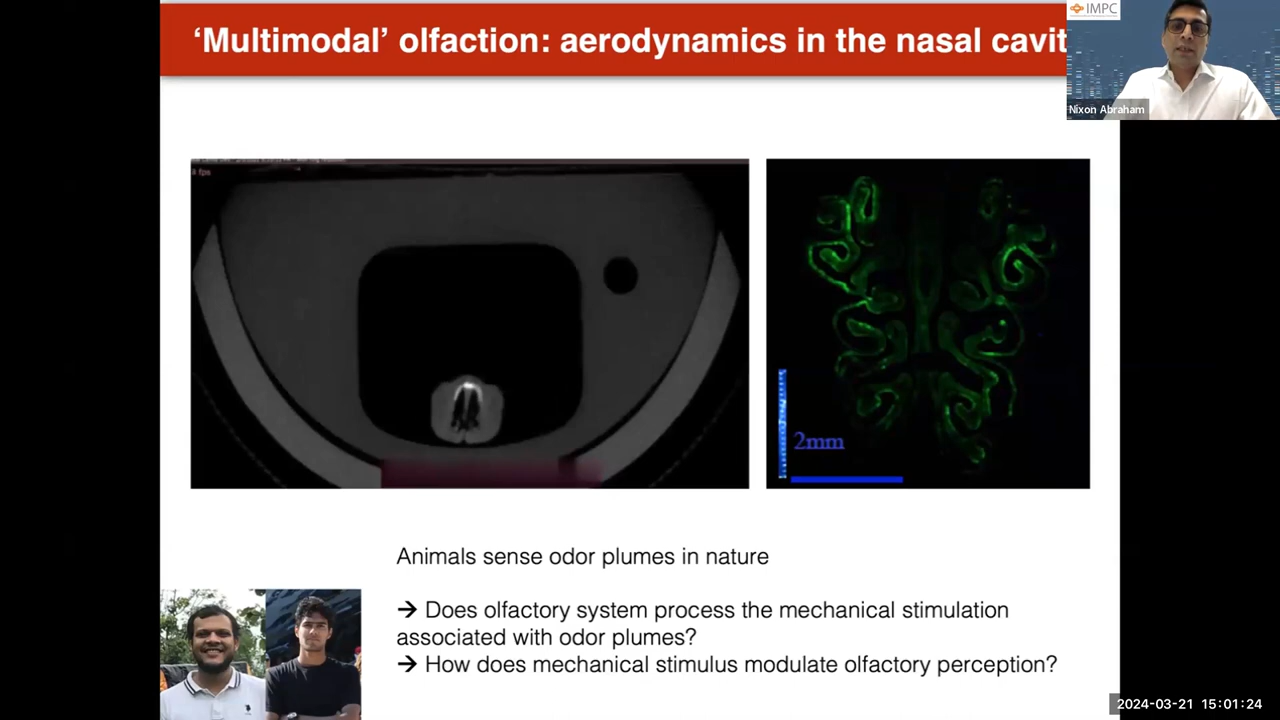 'Multimodal' olfaction: aerodynamics in the nasal cavit
IMPC
Nixon Abraham
fps
2mm
Animals sense odor plumes in nature
→ Does olfactory system process the mechanical stimulation
associated with odor plumes?
→ How does mechanical stimulus modulate olfactory perception?
2024-03-21 15:01:24